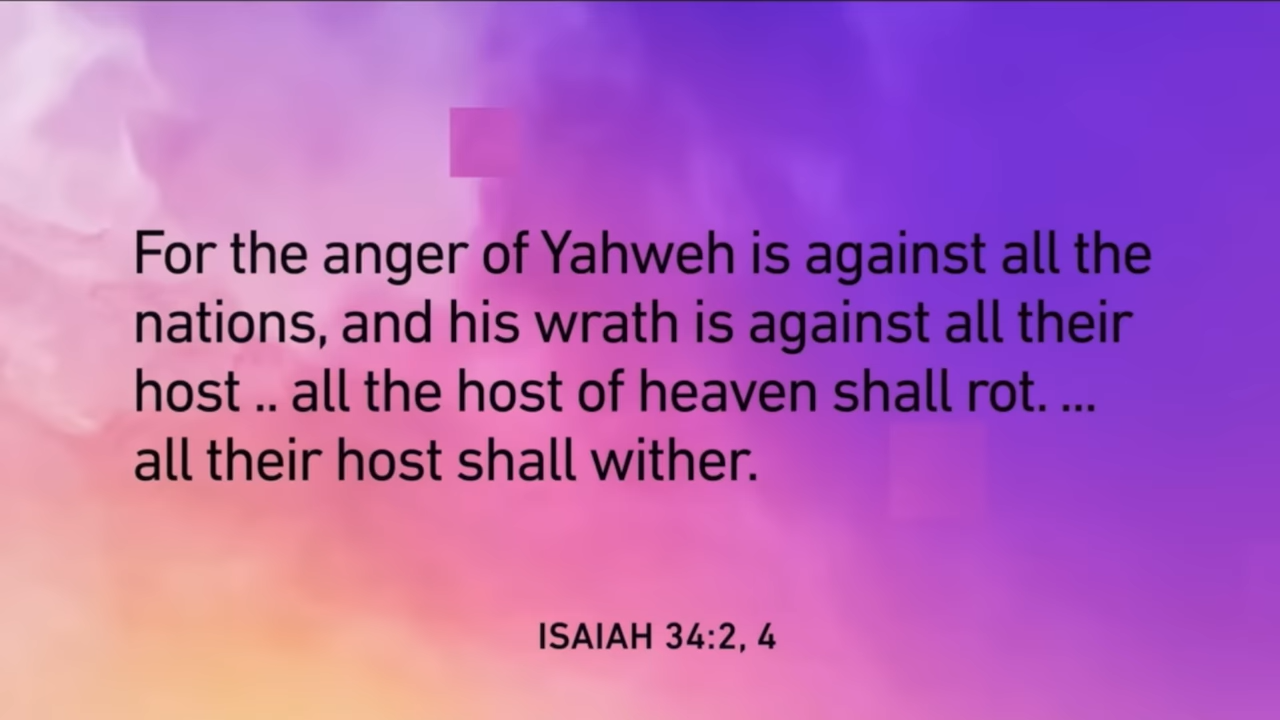 For the anger of Yahweh is against all the
nations, and his wrath is against all their
host .. all the host of heaven shall rot. ...
all their host shall wither.
ISAIAH 34:2, 4